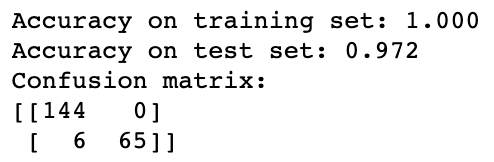 Accuracy on training set: 1.000
Accuracy on test set: 0.972
Confusion matrix:
[[144   0]
 [  6  65]]